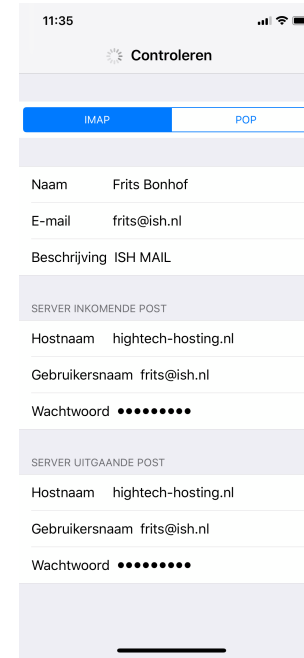 11:35
Controleren
IMAP POP
Naam Frits Bonhof
E-mail frits@ish.nl
Beschrijving ISH MAIL
SERVER INKOMENDE POST
Hostnaam hightech-hosting.nl
Gebruikersnaam frits@ish.nl
Wachtwoord ●●●●●●●●●
SERVER UITGAANDE POST
Hostnaam hightech-hosting.nl
Gebruikersnaam frits@ish.nl
Wachtwoord ●●●●●●●●●